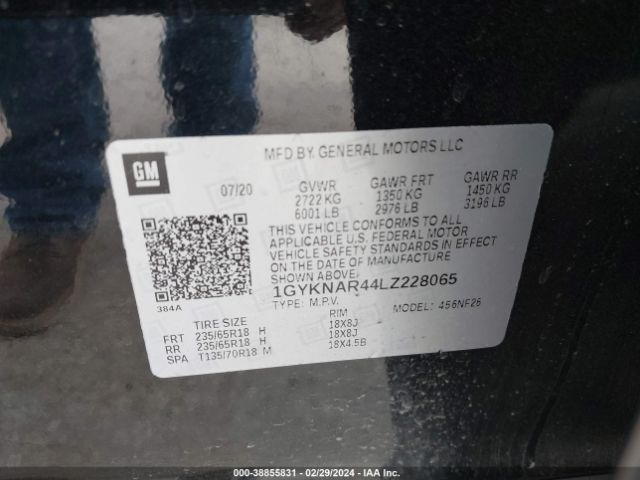 MFD BY GENERAL MOTORS LLC
GM
07/20 GVWR GAWR FRT GAWR RR
2722 KG 1350 KG 1450 KG
6001 LB 2976 LB 3196 LB
THIS VEHICLE CONFORMS TO ALL
APPLICABLE U.S. FEDERAL MOTOR
VEHICLE SAFETY STANDARDS IN EFFECT
ON THE DATE OF MANUFACTURE
SHOWN ABOVE.
384A
1GYKNAR44LZ228065
TYPE: M.P.V. MODEL: 456NF26
TIRE SIZE RIM
FRT 235/65R18 H 18X8J
RR 235/65R18 H 18X8J
SPA T135/70R18 M 18X4.5B
000-38855831 - 02/29/2024 - IAA Inc.